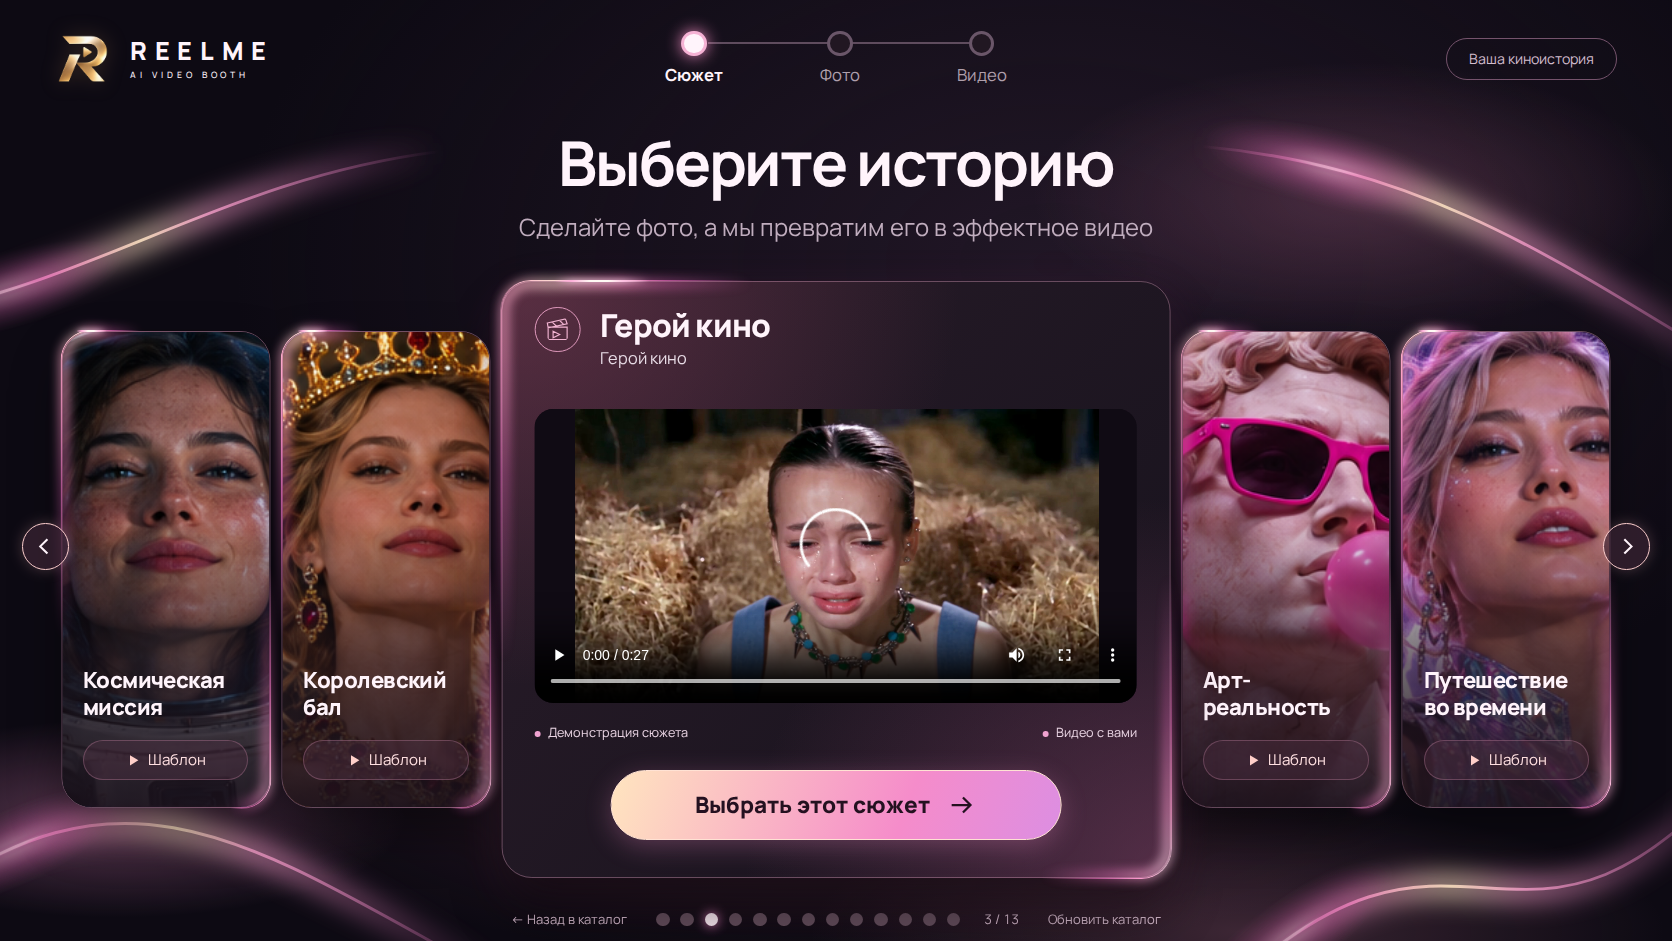 REELME
AI VIDEO BOOTH
Сюжет
Фото
Видео
Ваша киноистория
Выберите историю
Сделайте фото, а мы превратим его в эффектное видео
Космическая
миссия
Шаблон
Королевский
бал
Шаблон
Герой кино
Герой кино
0:00 / 0:27
Демонстрация сюжета
Видео с вами
Выбрать этот сюжет →
Арт-
реальность
Шаблон
Путешествие
во времени
Шаблон
← Назад в каталог
3 / 13
Обновить каталог